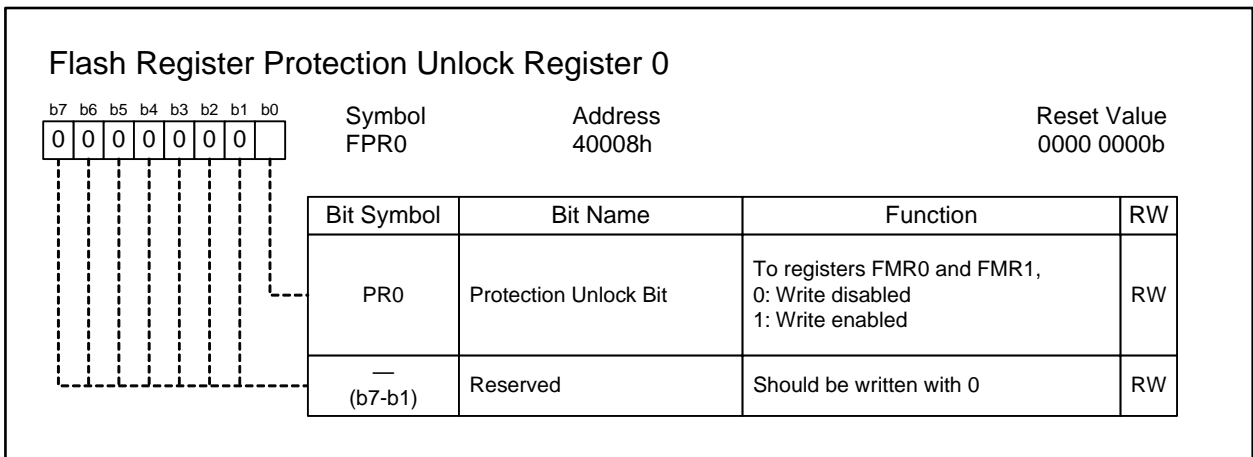 Flash Register Protection Unlock Register 0
b7 b6 b5 b4 b3 b2 b1 b0
0 0 0 0 0 0 0
Symbol Address Reset Value
FPR0 40008h 0000 0000b
Bit Symbol Bit Name Function RW
PR0 Protection Unlock Bit To registers FMR0 and FMR1,
0: Write disabled
1: Write enabled RW
—
(b7-b1) Reserved Should be written with 0 RW